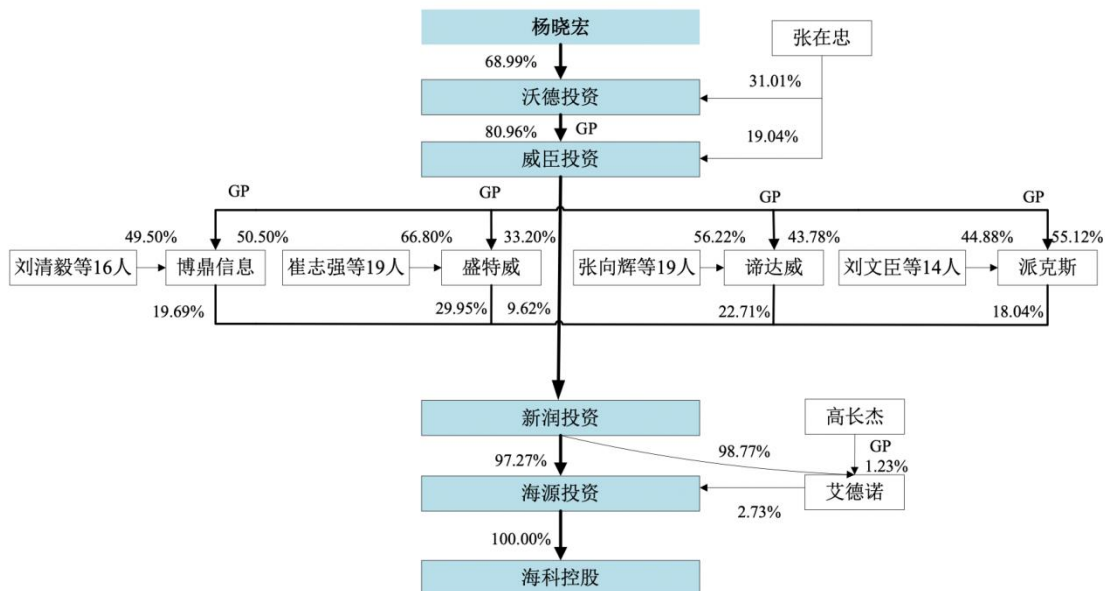 杨晓宏
张在忠
68.99%
31.01%
沃德投资
80.96%
GP
19.04%
威臣投资
GP
GP
GP
GP
49.50%
50.50%
66.80%
33.20%
56.22%
43.78%
44.88%
55.12%
刘清毅等16人
博鼎信息
崔志强等19人
盛特威
张向辉等19人
谛达威
刘文臣等14人
派克斯
19.69%
29.95%
9.62%
22.71%
18.04%
新润投资
高长杰
98.77%
GP
97.27%
1.23%
海源投资
艾德诺
2.73%
100.00%
海科控股